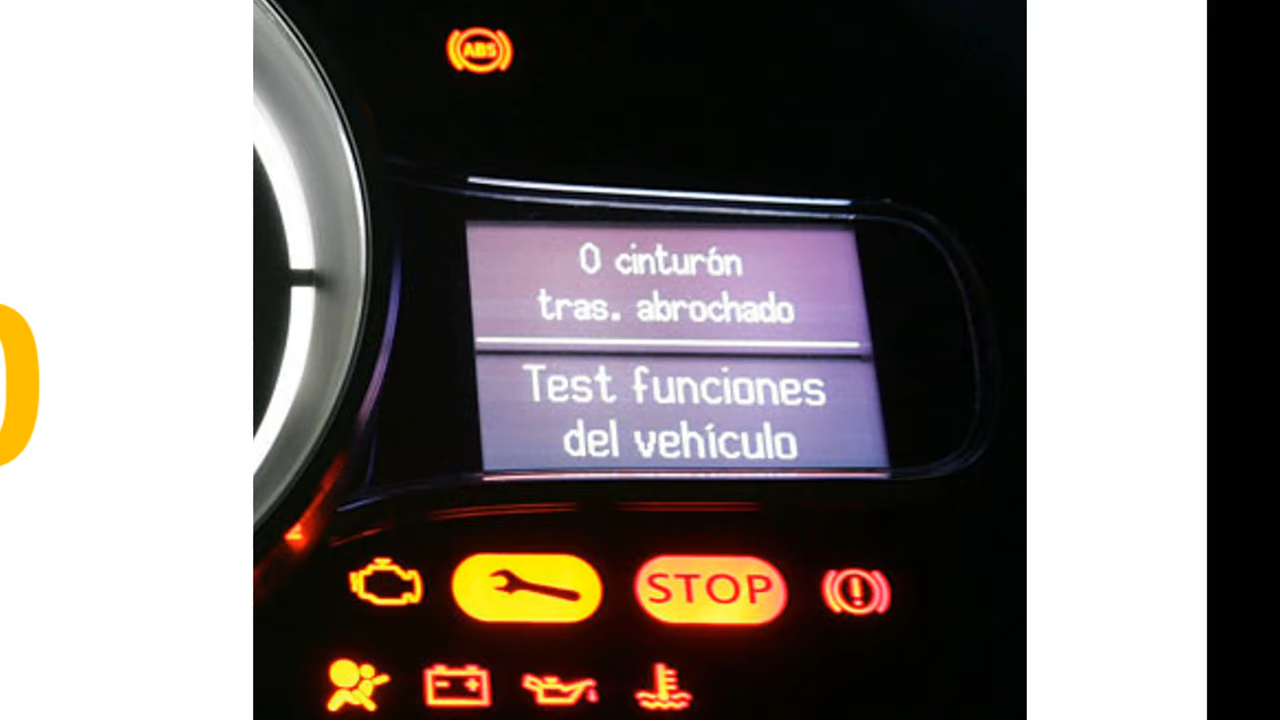 ABS
0 cinturón
tras. abrochado
Test funciones
del vehículo
STOP